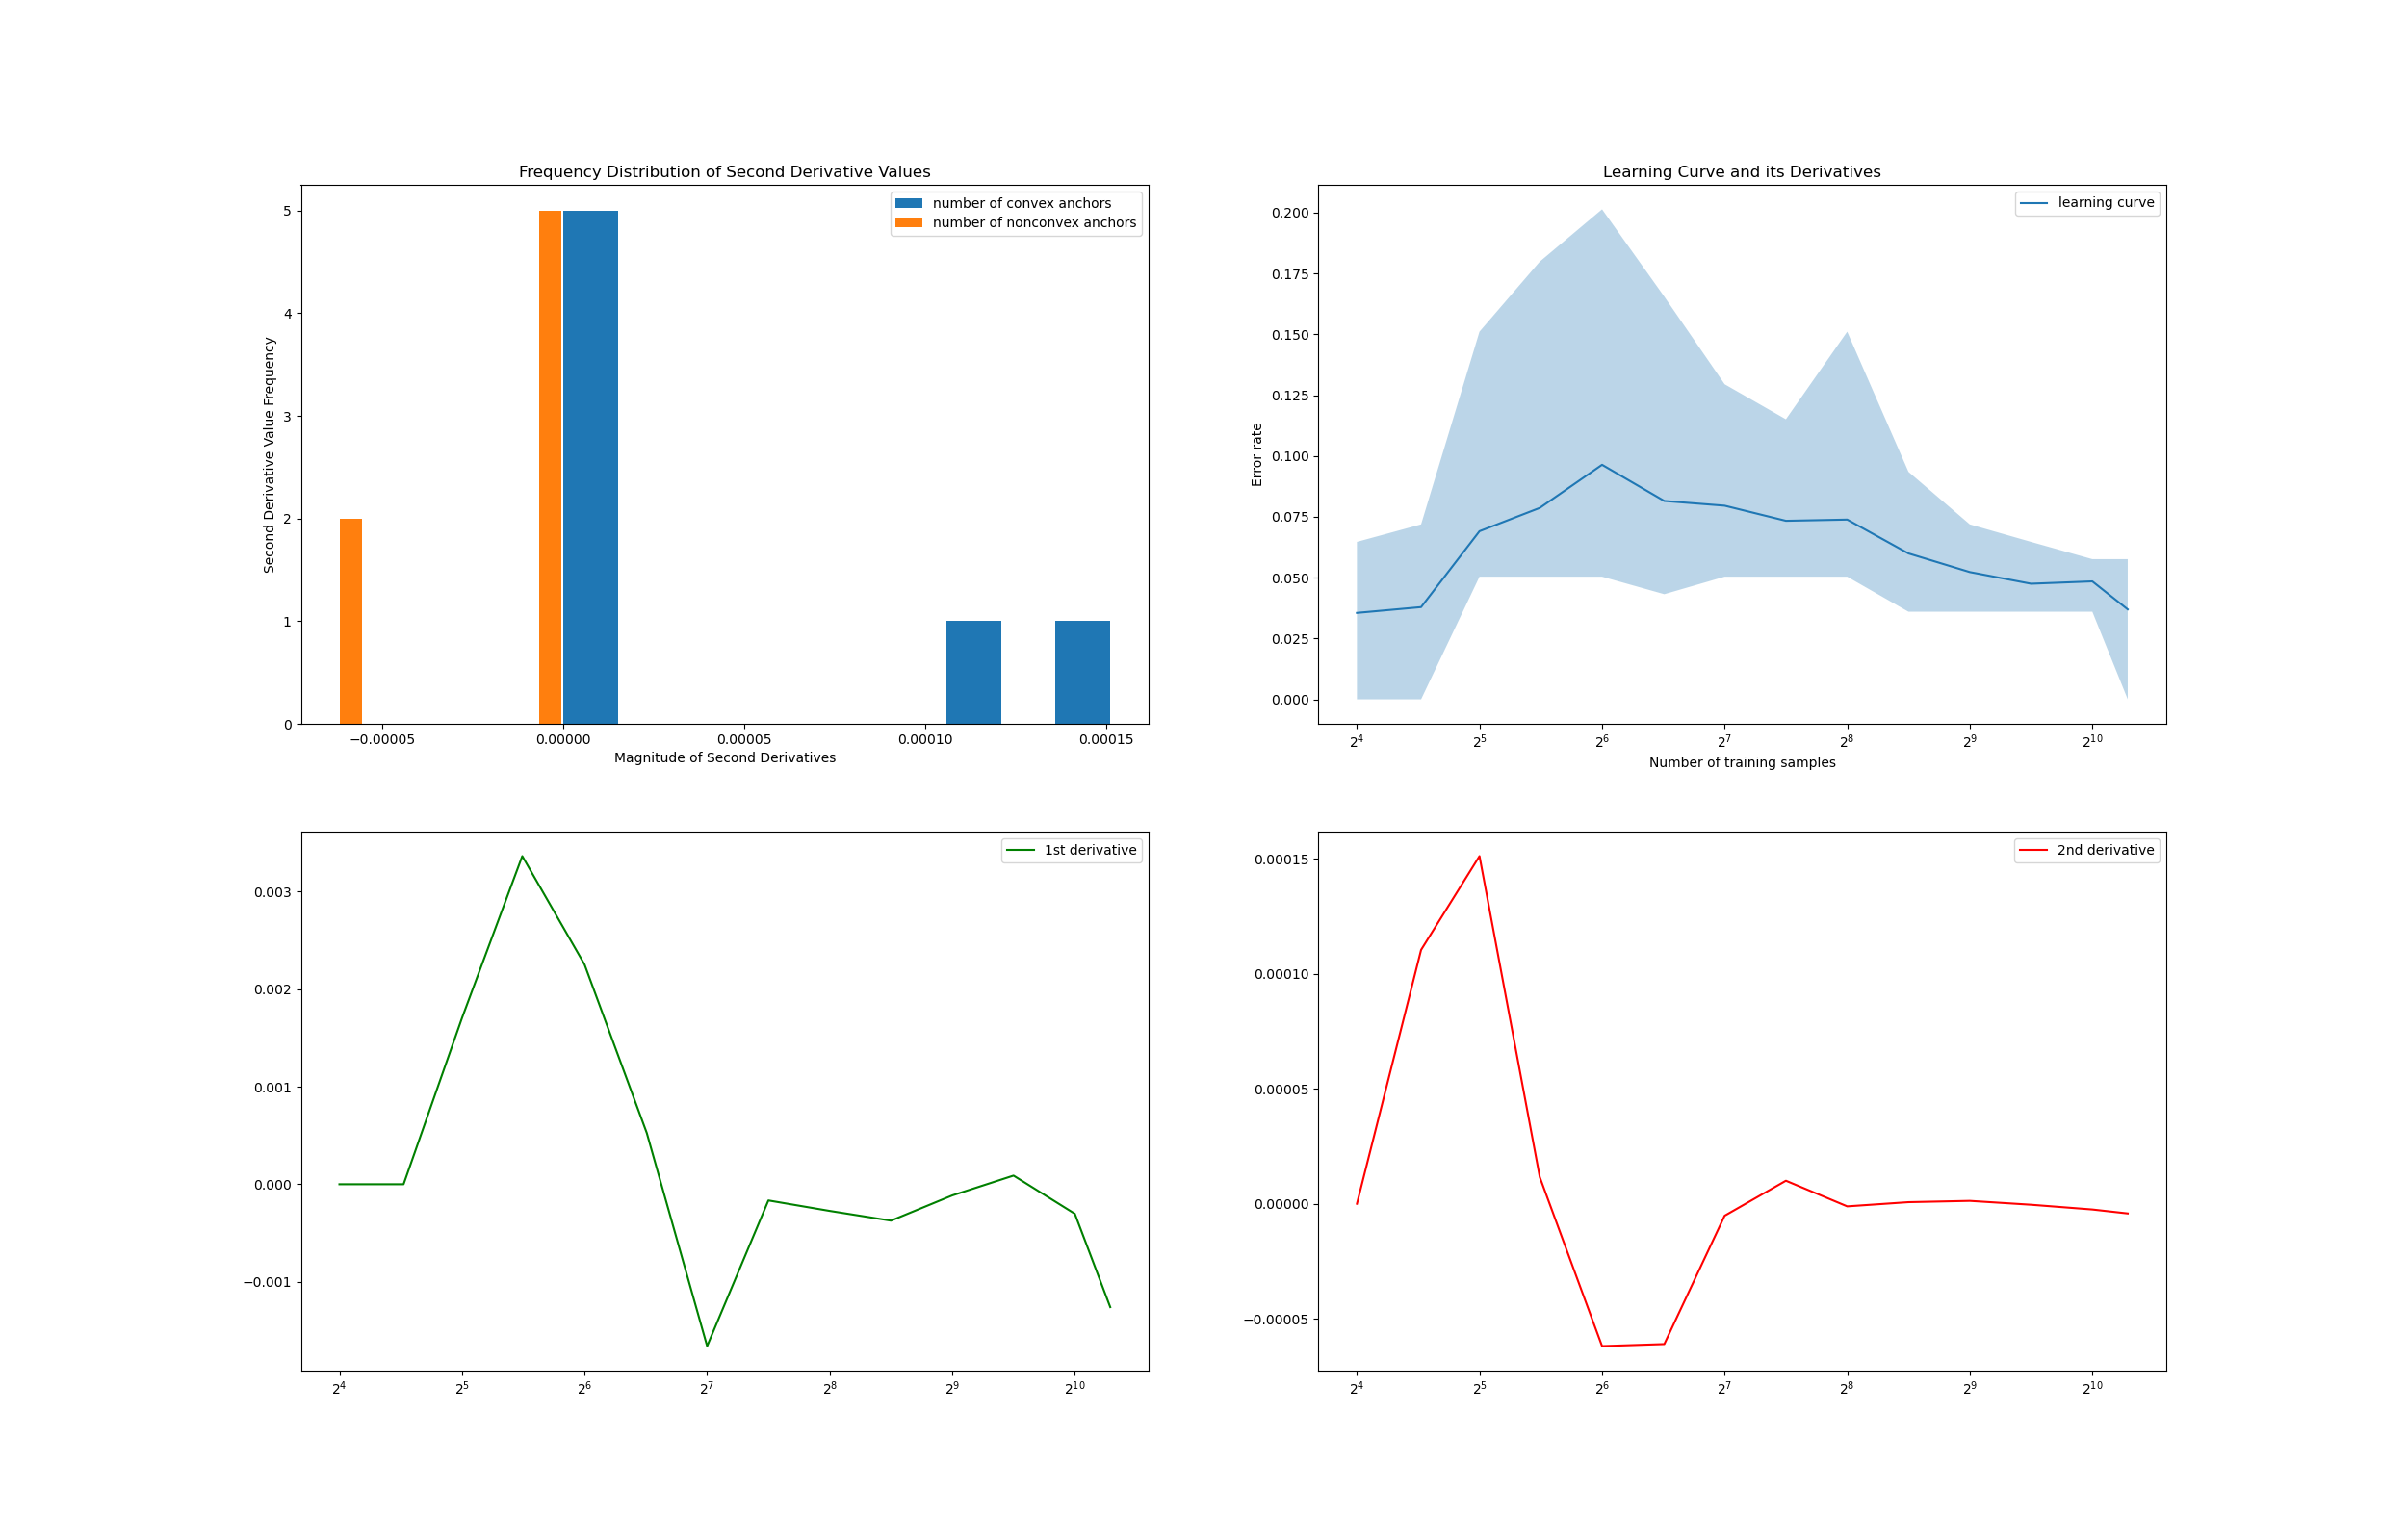 Frequency Distribution of Second Derivative Values
number of convex anchors
number of nonconvex anchors
5
4
3
2
1
0
Second Derivative Value Frequency
−0.00005 0.00000 0.00005 0.00010 0.00015
Magnitude of Second Derivatives
Learning Curve and its Derivatives
learning curve
0.200
0.175
0.150
0.125
0.100
0.075
0.050
0.025
0.000
Error rate
2⁴ 2⁵ 2⁶ 2⁷ 2⁸ 2⁹ 2¹⁰
Number of training samples
1st derivative
0.003
0.002
0.001
0.000
−0.001
2⁴ 2⁵ 2⁶ 2⁷ 2⁸ 2⁹ 2¹⁰
2nd derivative
0.00015
0.00010
0.00005
0.00000
−0.00005
2⁴ 2⁵ 2⁶ 2⁷ 2⁸ 2⁹ 2¹⁰